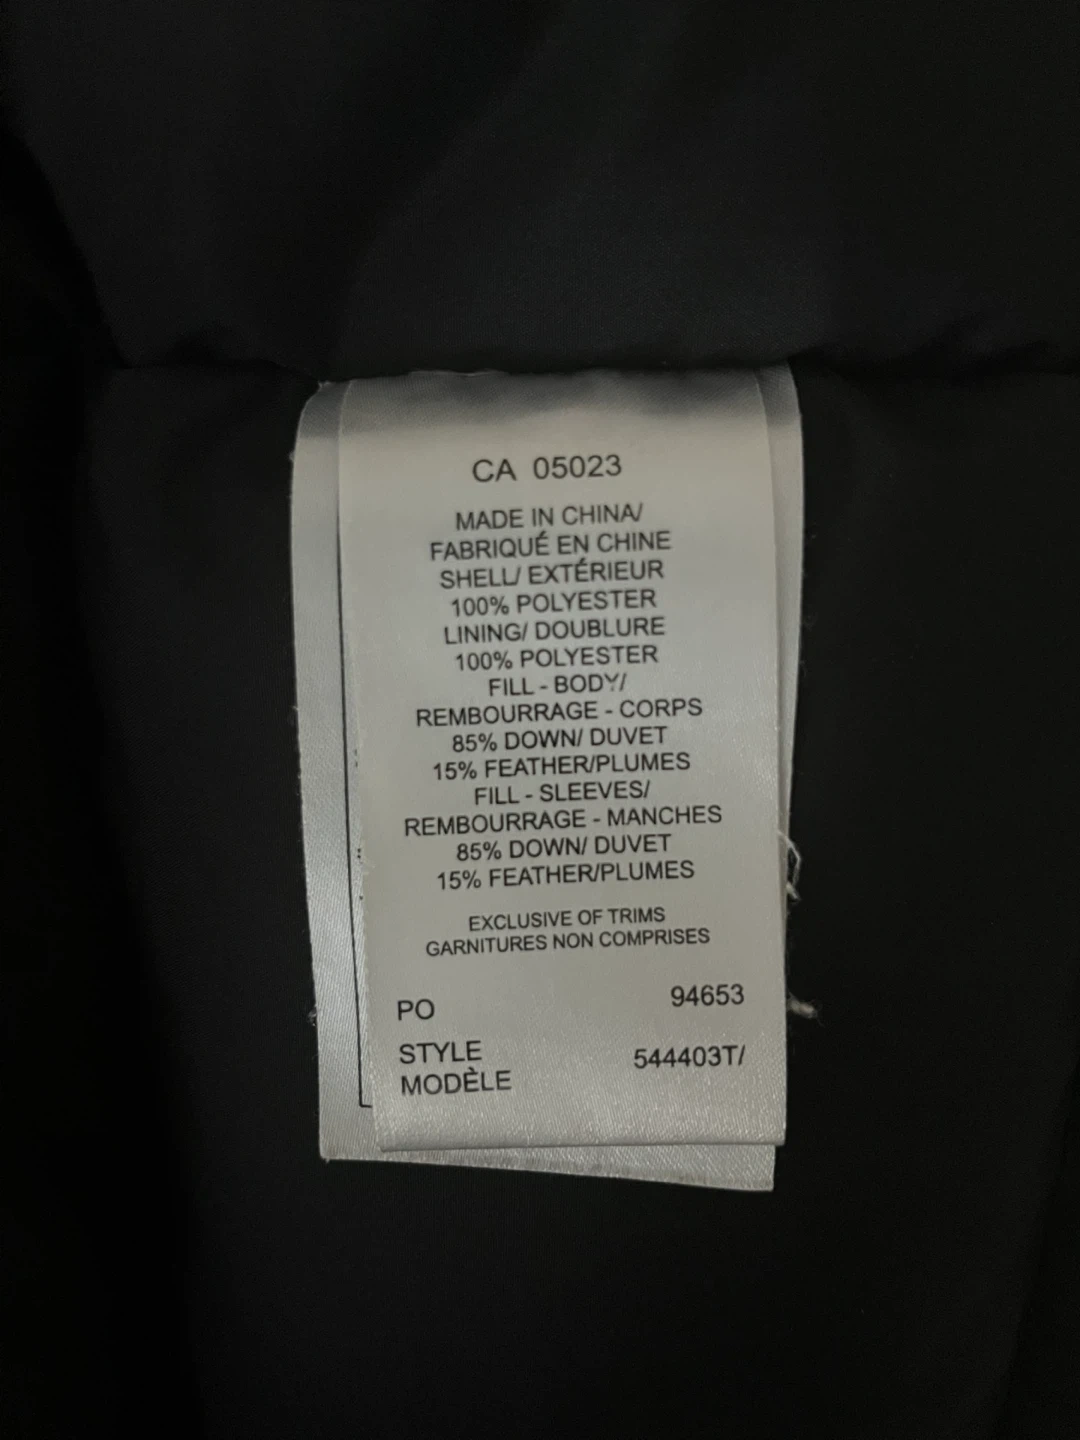 CA 05023
MADE IN CHINA/
FABRIQUÉ EN CHINE
SHELL/ EXTÉRIEUR
100% POLYESTER
LINING/ DOUBLURE
100% POLYESTER
FILL - BODY/
REMBOURRAGE - CORPS
85% DOWN/ DUVET
15% FEATHER/PLUMES
FILL - SLEEVES/
REMBOURRAGE - MANCHES
85% DOWN/ DUVET
15% FEATHER/PLUMES
EXCLUSIVE OF TRIMS
GARNITURES NON COMPRISES
PO 94653
STYLE 544403T/
MODÈLE